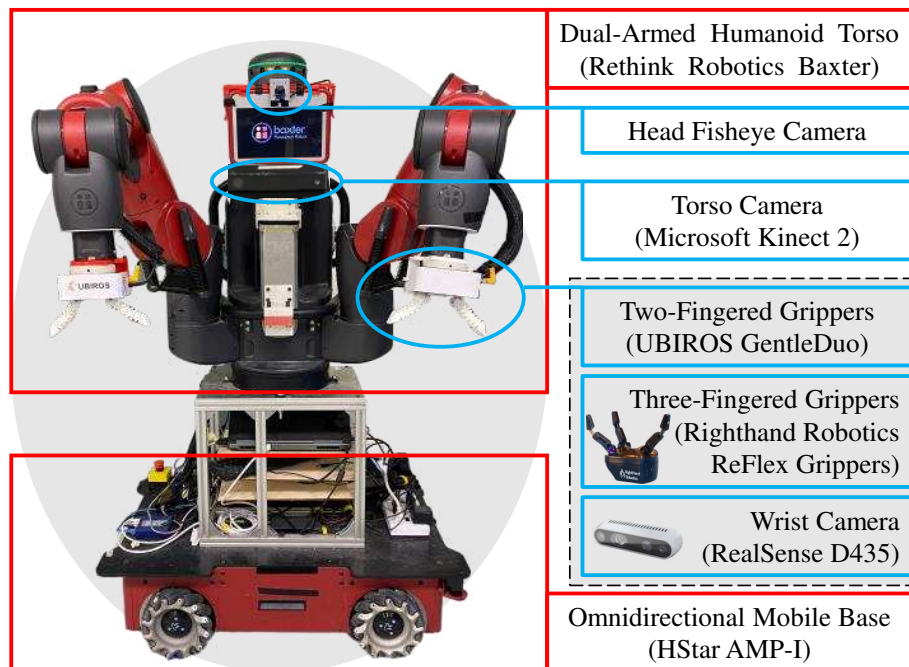 Dual-Armed Humanoid Torso
(Rethink Robotics Baxter)
Head Fisheye Camera
baxter
Torso Camera
(Microsoft Kinect 2)
UBIROS
Two-Fingered Grippers
(UBIROS GentleDuo)
Three-Fingered Grippers
(Righthand Robotics
ReFlex Grippers)
Wrist Camera
(RealSense D435)
Omnidirectional Mobile Base
(HStar AMP-I)